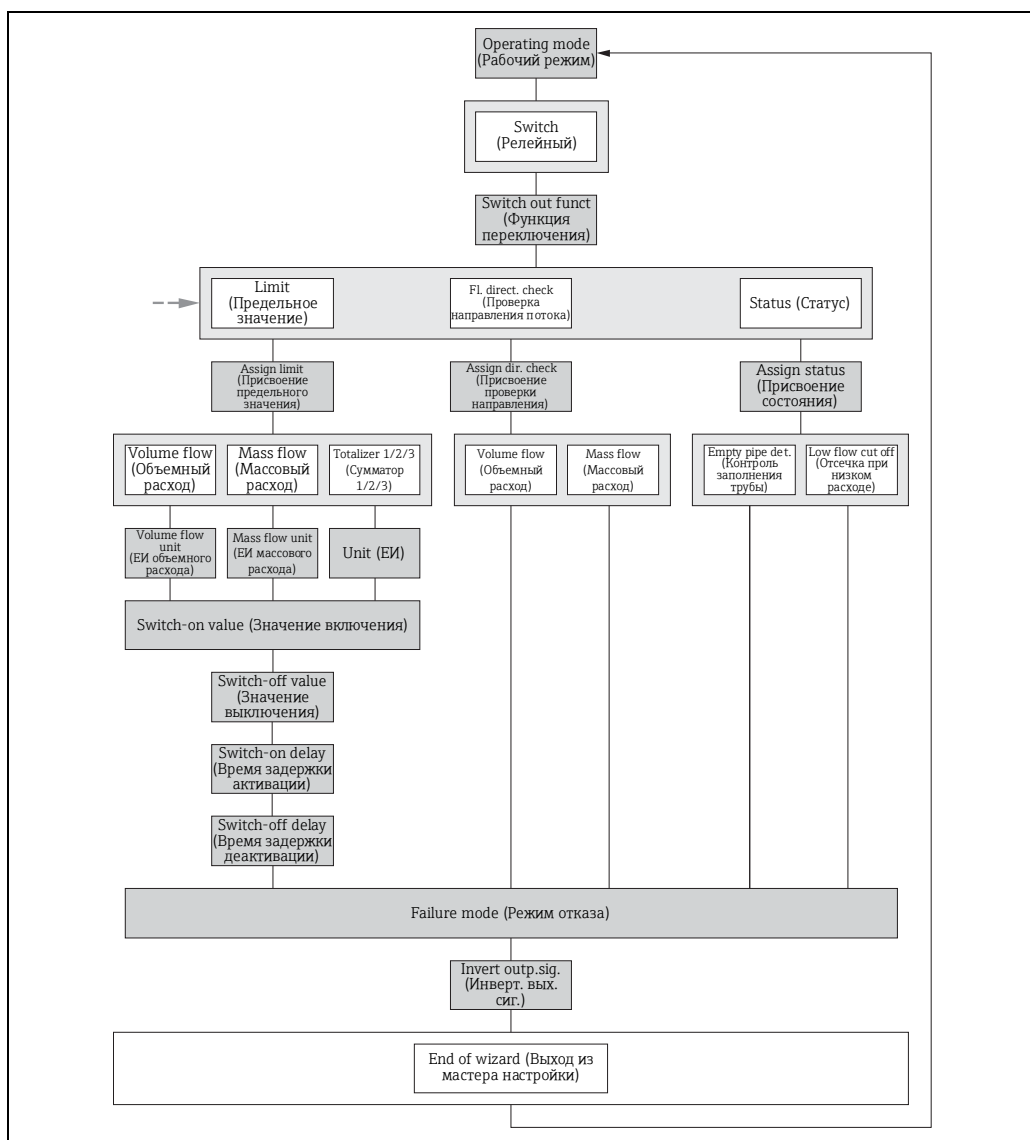 Operating mode
(Рабочий режим)
Switch
(Релейный)
Switch out funct
(Функция
переключения)
Limit
(Предельное
значение)
Fl. direct. check
(Проверка
направления потока)
Status (Статус)
Assign limit
(Присвоение
предельного
значения)
Assign dir. check
(Присвоение
проверки
направления)
Assign status
(Присвоение
состояния)
Volume flow
(Объемный
расход)
Mass flow
(Массовый
расход)
Totalizer 1/2/3
(Сумматор
1/2/3)
Volume flow
(Объемный
расход)
Mass flow
(Массовый
расход)
Empty pipe det.
(Контроль
заполнения
трубы)
Low flow cut off
(Отсечка при
низком
расходе)
Volume flow
unit
(ЕИ объемного
расхода)
Mass flow unit
(ЕИ массового
расхода)
Unit (ЕИ)
Switch-on value (Значение включения)
Switch-off value
(Значение
выключения)
Switch-on delay
(Время задержки
активации)
Switch-off delay
(Время задержки
деактивации)
Failure mode (Режим отказа)
Invert outp.sig.
(Инверт. вых.
сиг.)
End of wizard (Выход из
мастера настройки)